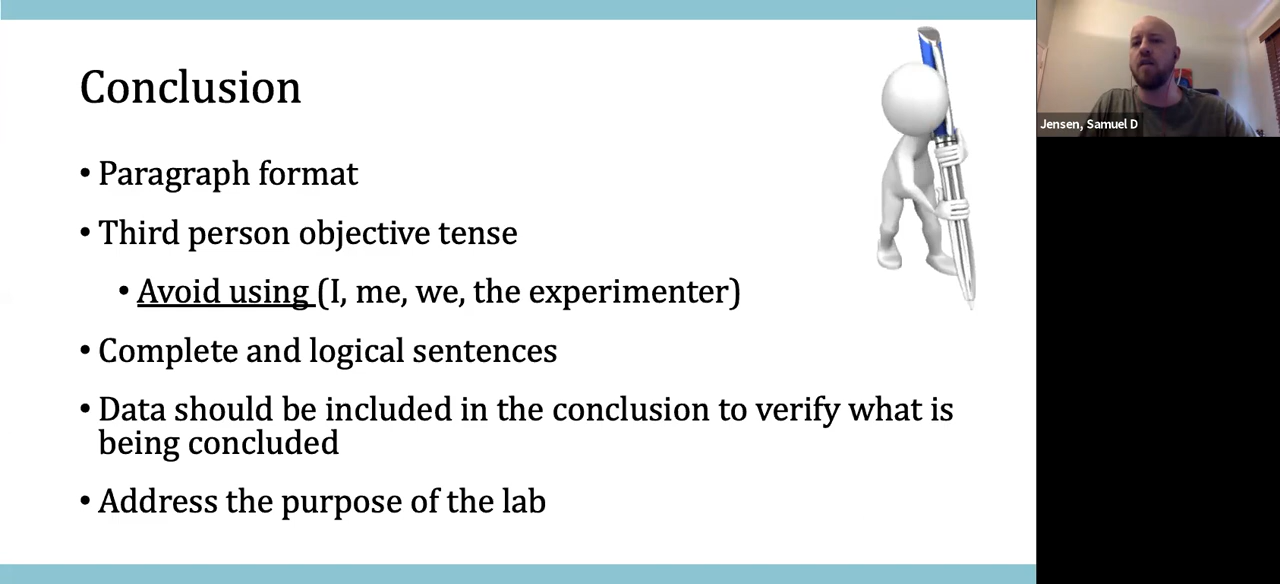 Conclusion
• Paragraph format
• Third person objective tense
• Avoid using (I, me, we, the experimenter)
• Complete and logical sentences
• Data should be included in the conclusion to verify what is
being concluded
• Address the purpose of the lab
Jensen, Samuel D